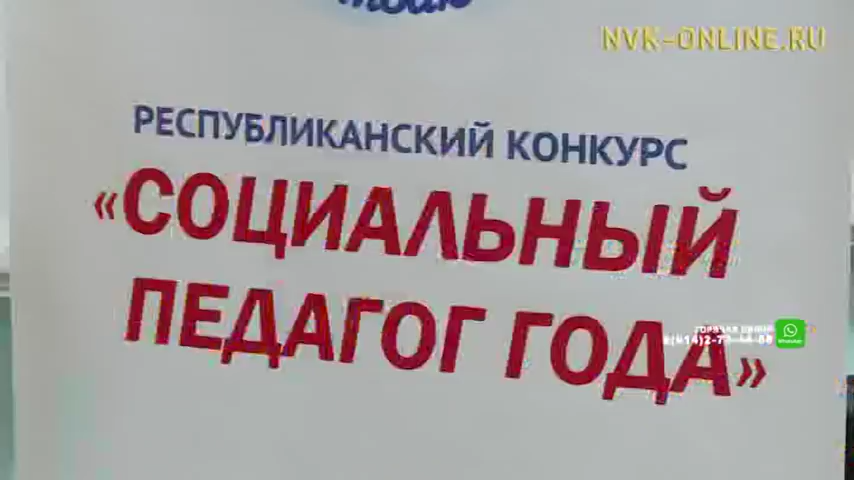 NVK-ONLINE.RU
РЕСПУБЛИКАНСКИЙ КОНКУРС
«СОЦИАЛЬНЫЙ
ПЕДАГОГ ГОДА»